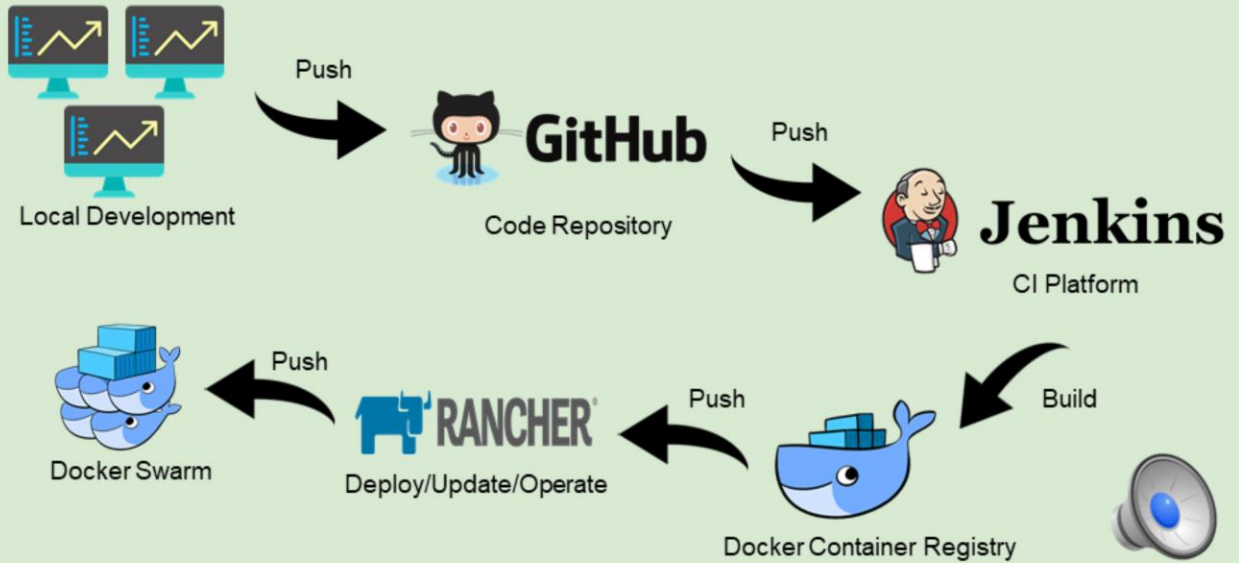 Push
Local Development
GitHub
Code Repository
Push
Jenkins
CI Platform
Build
Docker Container Registry
Push
RANCHER®
Deploy/Update/Operate
Push
Docker Swarm